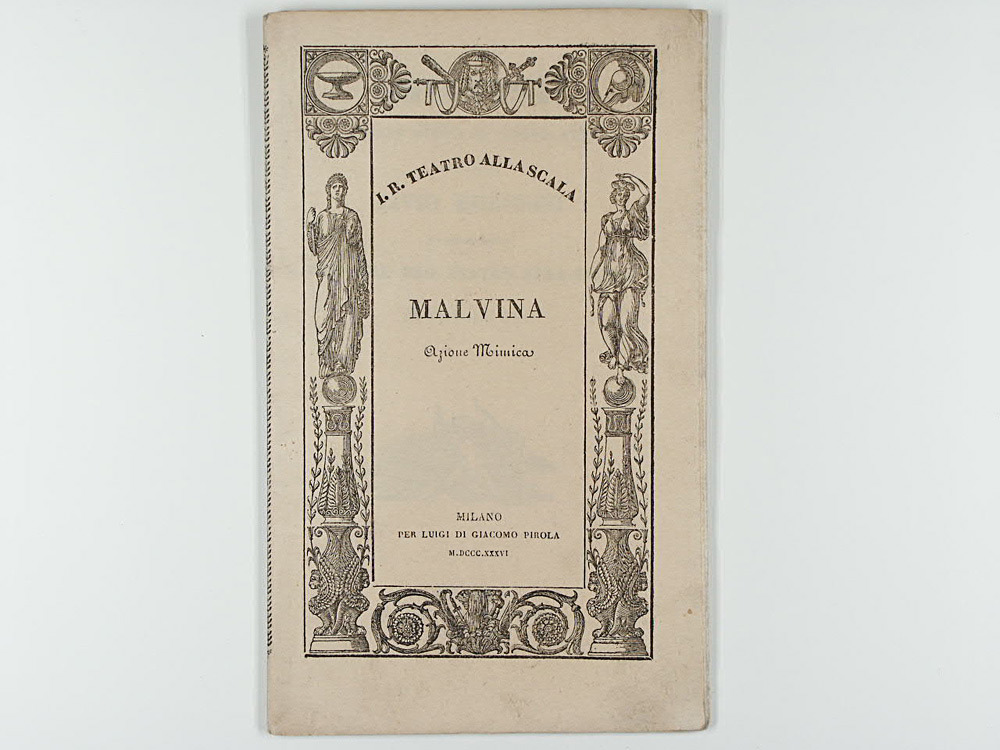 I. R. TEATRO ALLA SCALA
MALVINA
Azione Mimica
MILANO
PER LUIGI DI GIACOMO PIROLA
M.DCCC.XXXVI